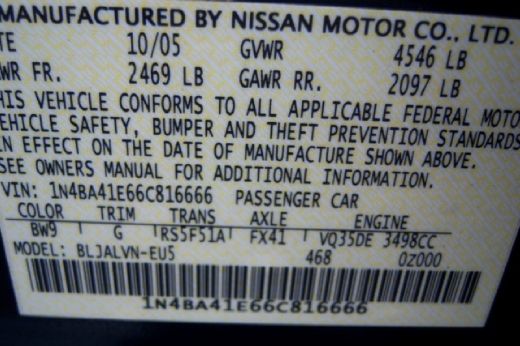 MANUFACTURED BY NISSAN MOTOR CO., LTD.
TE 10/05 GVWR 4546 LB
WR FR. 2469 LB GAWR RR. 2097 LB
HIS VEHICLE CONFORMS TO ALL APPLICABLE FEDERAL MOTO
EHICLE SAFETY, BUMPER AND THEFT PREVENTION STANDARDS
IN EFFECT ON THE DATE OF MANUFACTURE SHOWN ABOVE.
SEE OWNERS MANUAL FOR ADDITIONAL INFORMATION.
VIN: 1N4BA41E66C816666 PASSENGER CAR
COLOR TRIM TRANS AXLE ENGINE
BW9 G RS5F51A FX41 VQ35DE 3498CC
MODEL: BLJALVN-EU5 468 0Z000
1N4BA41E66C816666